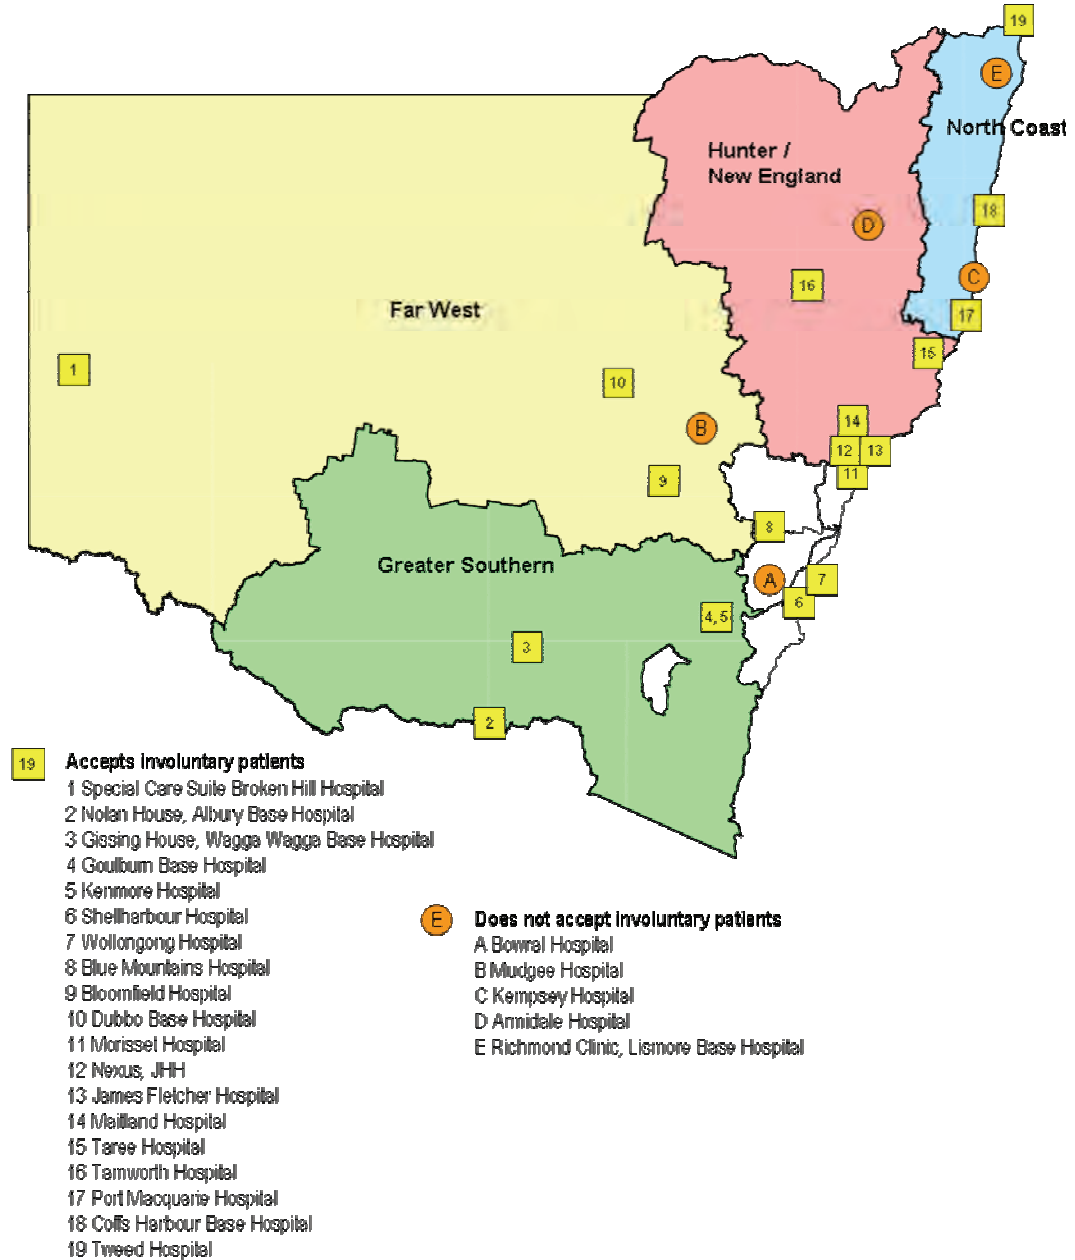 19
E
North Coast
Hunter /
New England
18
D
C
16
17
Far West
15
1
10
14
B
12
13
11
9
8
Greater Southern
A
7
6
4,5
3
2
19 Accepts involuntary patients
1 Special Care Suite Broken Hill Hospital
2 Nolan House, Albury Base Hospital
3 Gissing House, Wagga Wagga Base Hospital
4 Goulburn Base Hospital
5 Kenmore Hospital
6 Shellharbour Hospital
7 Wollongong Hospital
8 Blue Mountains Hospital
9 Bloomfield Hospital
10 Dubbo Base Hospital
11 Morisset Hospital
12 Nexus, JHH
13 James Fletcher Hospital
14 Maitland Hospital
15 Taree Hospital
16 Tamworth Hospital
17 Port Macquarie Hospital
18 Coffs Harbour Base Hospital
19 Tweed Hospital
E Does not accept involuntary patients
A Bowral Hospital
B Mudgee Hospital
C Kempsey Hospital
D Armidale Hospital
E Richmond Clinic, Lismore Base Hospital